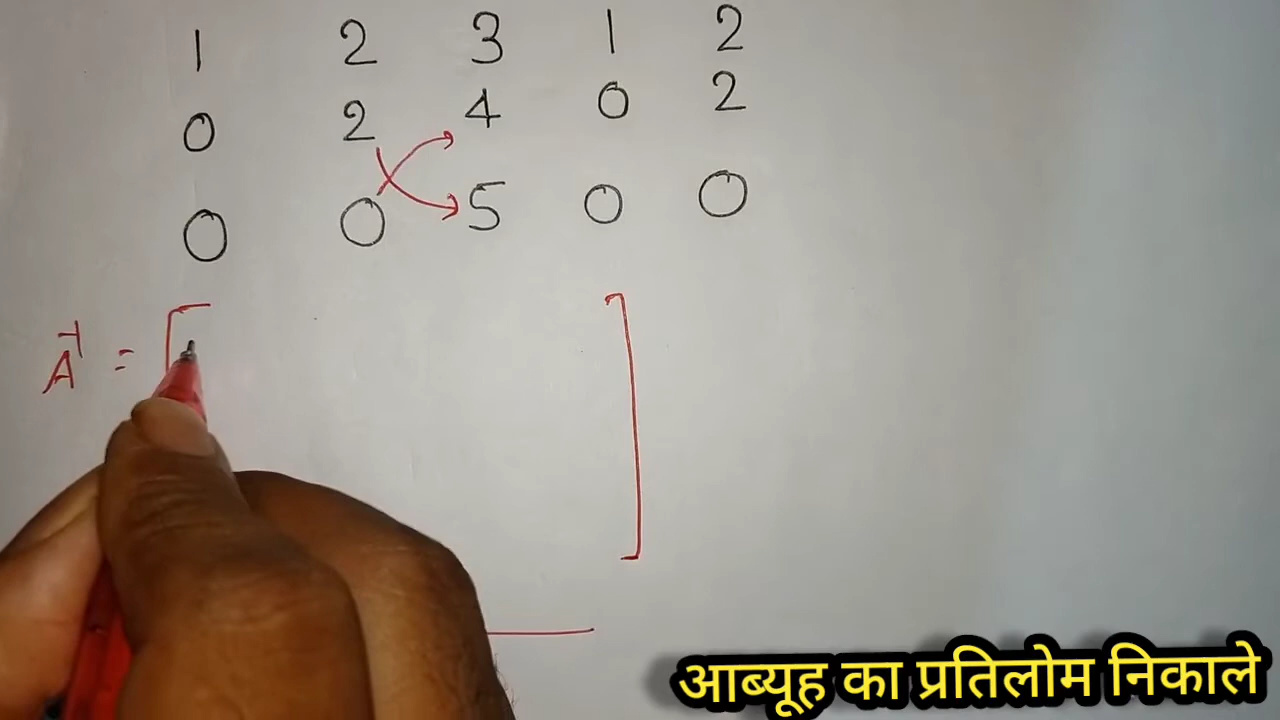 1 2 3 1 2
0 2 4 0 2
0 0 5 0 0
A⁻¹ = [ ]
आब्यूह का प्रतिलोम निकाले